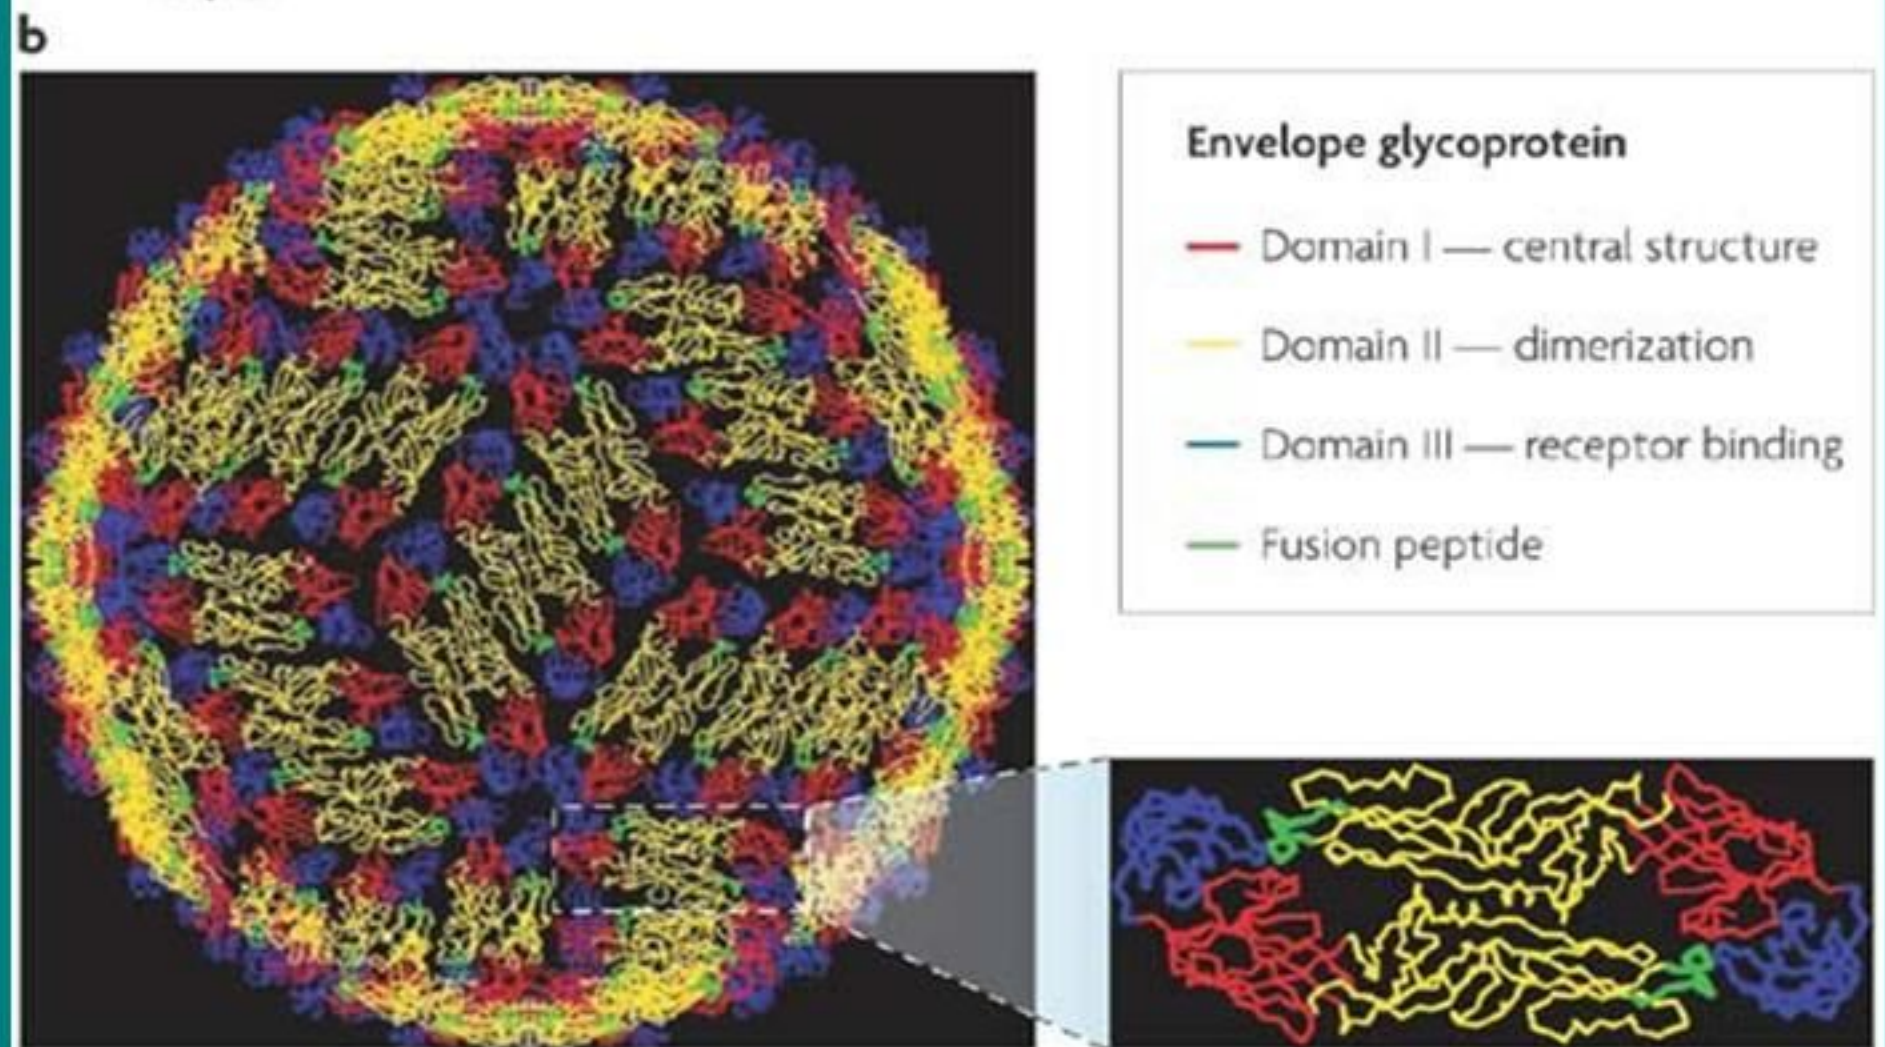 b
Envelope glycoprotein
Domain I — central structure
Domain II — dimerization
Domain III — receptor binding
Fusion peptide